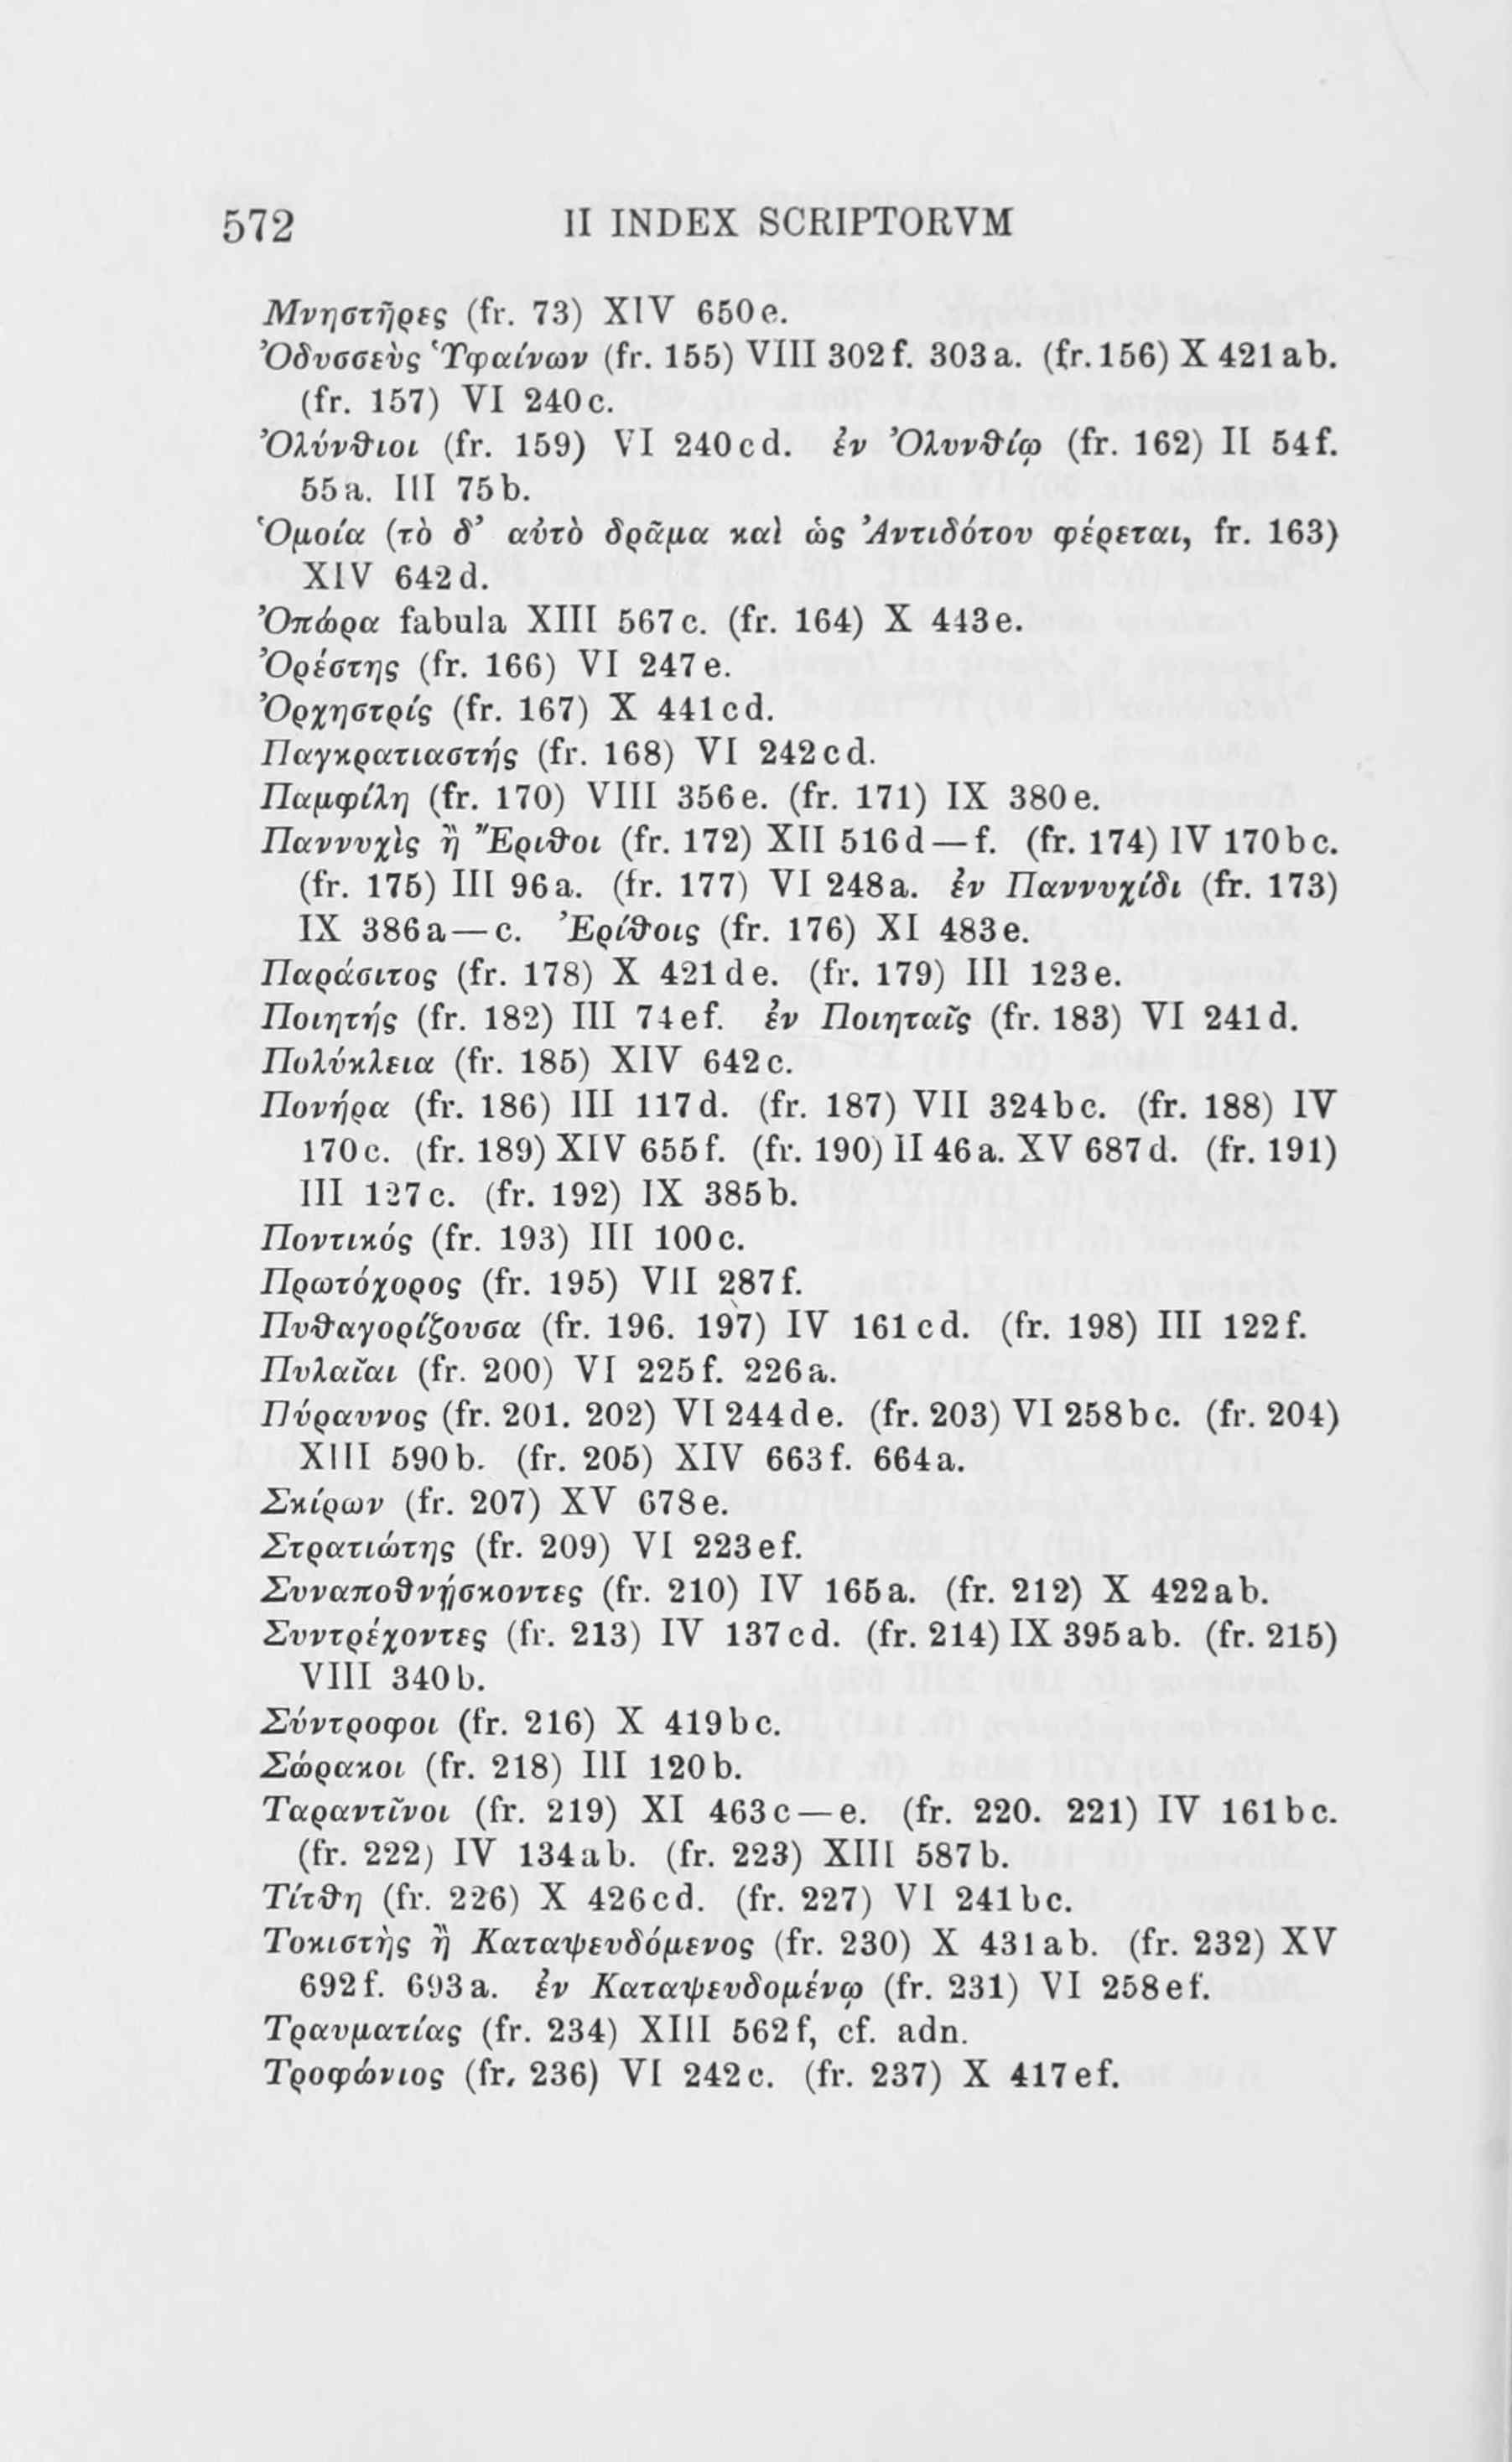 572 II INDEX SCRIPTORVM
Μνηστῆρες (fr. 73) XIV 650e.
Ὀδυσσεὺς Ὑφαίνων (fr. 155) VIII 302f. 303a. (fr. 156) X 421ab.
(fr. 157) VI 240c.
Ὀλύνθιοι (fr. 159) VI 240cd. ἐν Ὀλυνθίῳ (fr. 162) II 54f.
55a. III 75b.
Ὁμοία (τὸ δ’ αὐτὸ δρᾶμα καὶ ὡς Ἀντιδότου φέρεται, fr. 163)
XIV 642d.
Ὀπώρα fabula XIII 567c. (fr. 164) X 443e.
Ὀρέστης (fr. 166) VI 247e.
Ὀρχηστρίς (fr. 167) X 441cd.
Παγκρατιαστής (fr. 168) VI 242cd.
Παμφίλη (fr. 170) VIII 356e. (fr. 171) IX 380e.
Παννυχὶς ἢ Ἔριθοι (fr. 172) XII 516d—f. (fr. 174) IV 170bc.
(fr. 175) III 96a. (fr. 177) VI 248a. ἐν Παννυχίδι (fr. 173)
IX 386a—c. Ἐρίθοις (fr. 176) XI 483e.
Παράσιτος (fr. 178) X 421de. (fr. 179) III 123e.
Ποιητής (fr. 182) III 74ef. ἐν Ποιηταῖς (fr. 183) VI 241d.
Πολύκλεια (fr. 185) XIV 642c.
Πονήρα (fr. 186) III 117d. (fr. 187) VII 324bc. (fr. 188) IV
170c. (fr. 189) XIV 655f. (fr. 190) II 46a. XV 687d. (fr. 191)
III 127c. (fr. 192) IX 385b.
Ποντικός (fr. 193) III 100c.
Πρωτόχορος (fr. 195) VII 287f.
Πυθαγορίζουσα (fr. 196. 197) IV 161cd. (fr. 198) III 122f.
Πυλαῖαι (fr. 200) VI 225f. 226a.
Πύραυνος (fr. 201. 202) VI 244de. (fr. 203) VI 258bc. (fr. 204)
XIII 590b. (fr. 205) XIV 663f. 664a.
Σκίρων (fr. 207) XV 678e.
Στρατιώτης (fr. 209) VI 223ef.
Συναποθνῄσκοντες (fr. 210) IV 165a. (fr. 212) X 422ab.
Συντρέχοντες (fr. 213) IV 137cd. (fr. 214) IX 395ab. (fr. 215)
VIII 340b.
Σύντροφοι (fr. 216) X 419bc.
Σώρακοι (fr. 218) III 120b.
Ταραντῖνοι (fr. 219) XI 463c—e. (fr. 220. 221) IV 161bc.
(fr. 222) IV 134ab. (fr. 223) XIII 587b.
Τίτθη (fr. 226) X 426cd. (fr. 227) VI 241bc.
Τοκιστὴς ἢ Καταψευδόμενος (fr. 230) X 431ab. (fr. 232) XV
692f. 693a. ἐν Καταψευδομένῳ (fr. 231) VI 258ef.
Τραυματίας (fr. 234) XIII 562f, cf. adn.
Τροφώνιος (fr. 236) VI 242c. (fr. 237) X 417ef.